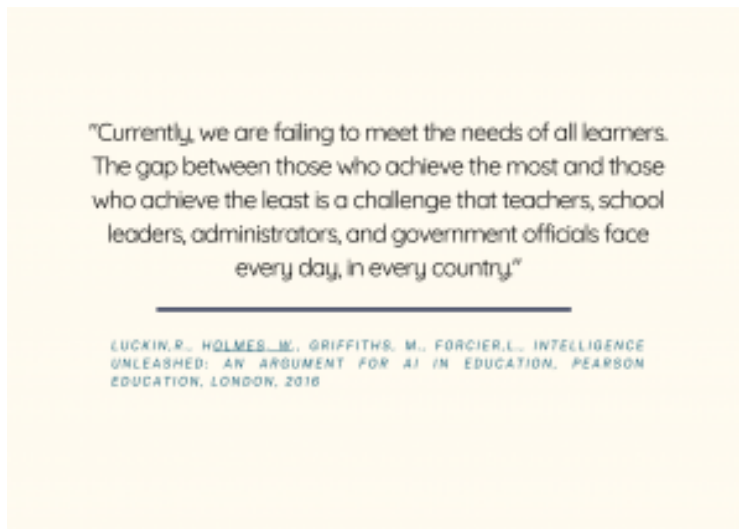 "Currently, we are failing to meet the needs of all learners.
The gap between those who achieve the most and those
who achieve the least is a challenge that teachers, school
leaders, administrators, and government officials face
every day, in every country."
LUCKIN,R., HOLMES, W., GRIFFITHS, M., FORCIER,L., INTELLIGENCE
UNLEASHED: AN ARGUMENT FOR AI IN EDUCATION, PEARSON
EDUCATION, LONDON, 2016